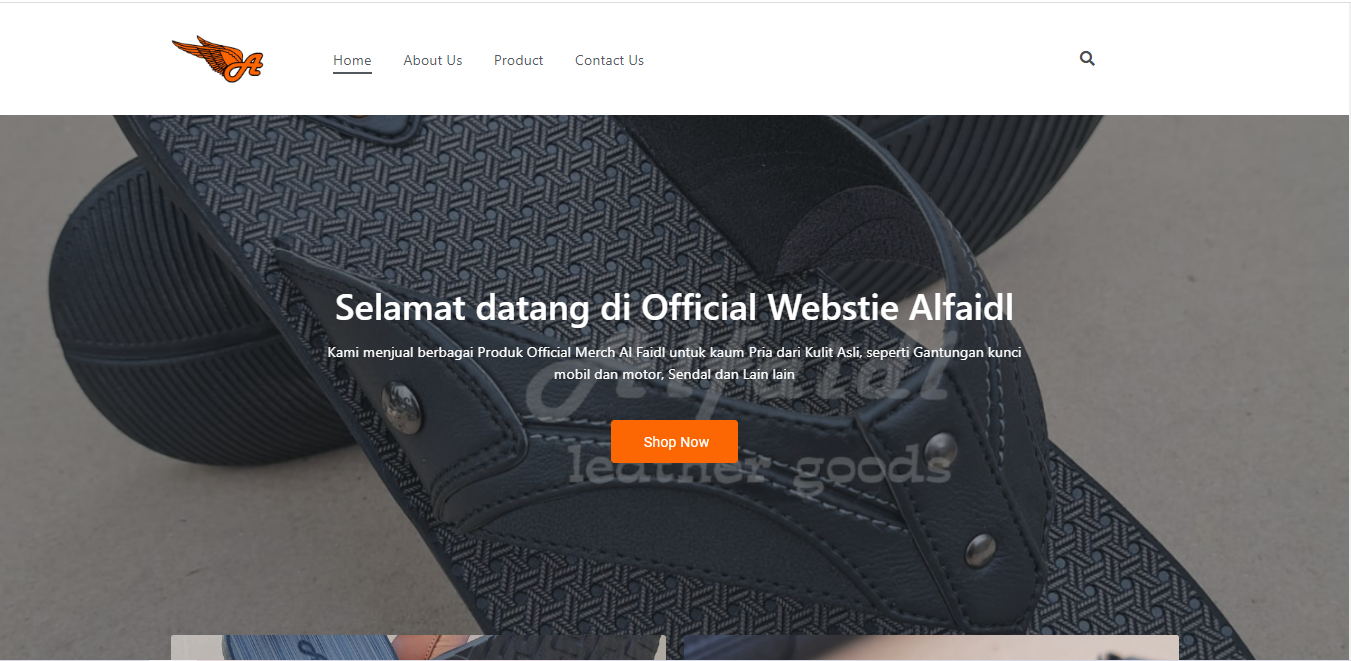 A
Home
About Us
Product
Contact Us
Selamat datang di Official Webstie Alfaidl
Kami menjual berbagai Produk Official Merch Al Faidl untuk kaum Pria dari Kulit Asli, seperti Gantungan kunci
mobil dan motor, Sendal dan Lain lain
Alfaidl
Shop Now
leather goods